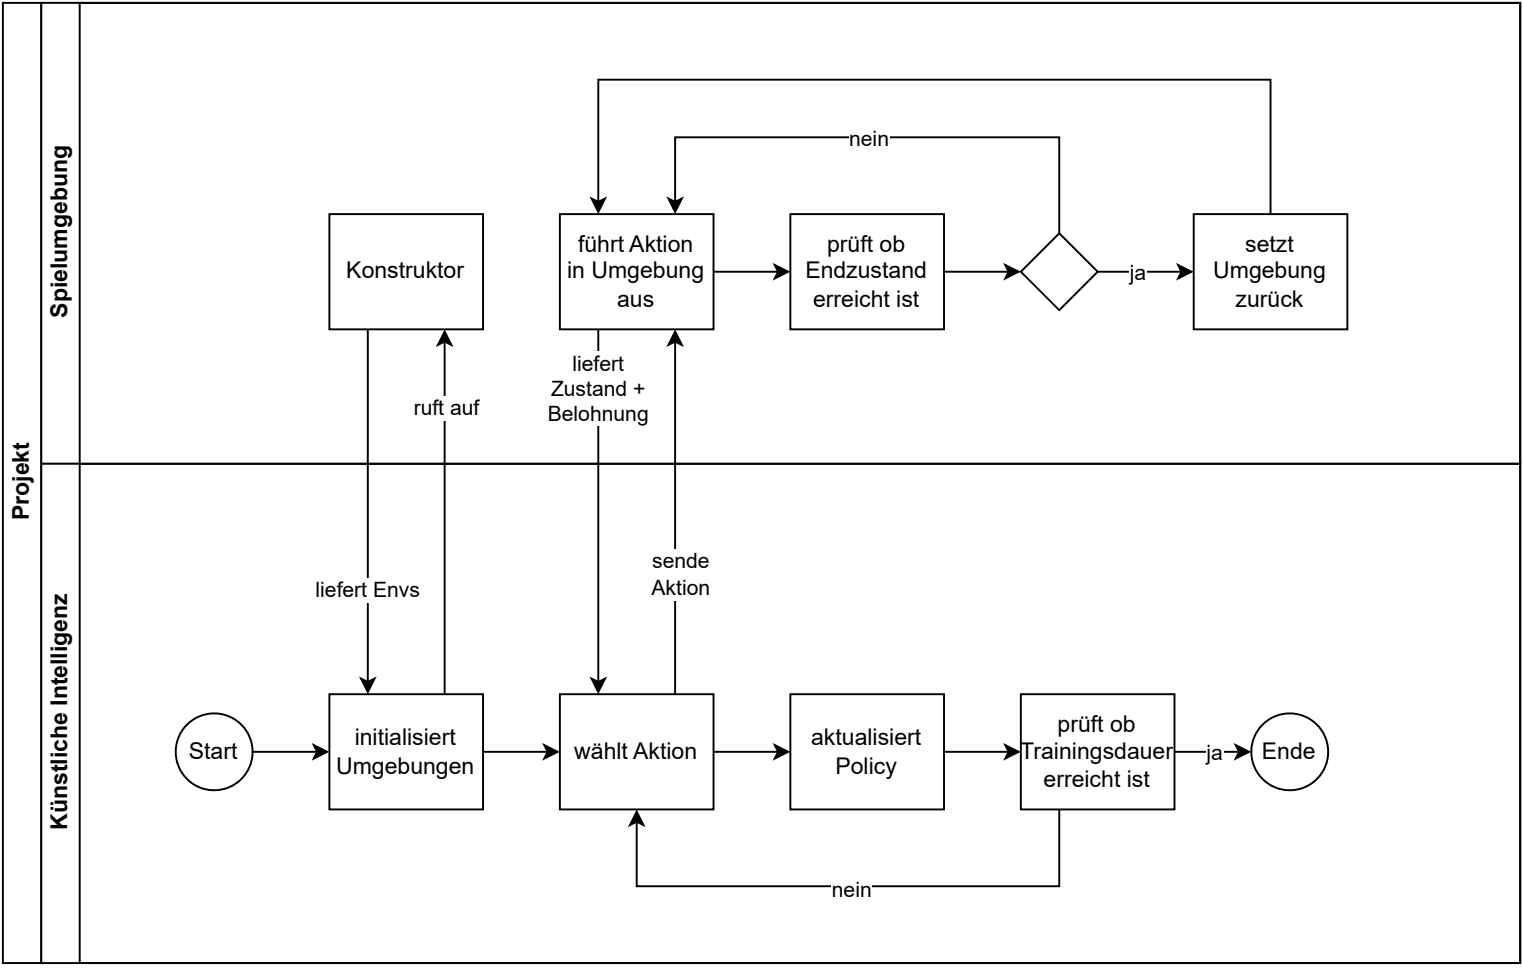 Projekt
Spielumgebung
nein
Konstruktor
führt Aktion
in Umgebung
aus
prüft ob
Endzustand
erreicht ist
ja
setzt
Umgebung
zurück
liefert
Zustand +
Belohnung
ruft auf
Künstliche Intelligenz
sende
Aktion
liefert Envs
Start
initialisiert
Umgebungen
wählt Aktion
aktualisiert
Policy
prüft ob
Trainingsdauer
erreicht ist
ja
Ende
nein